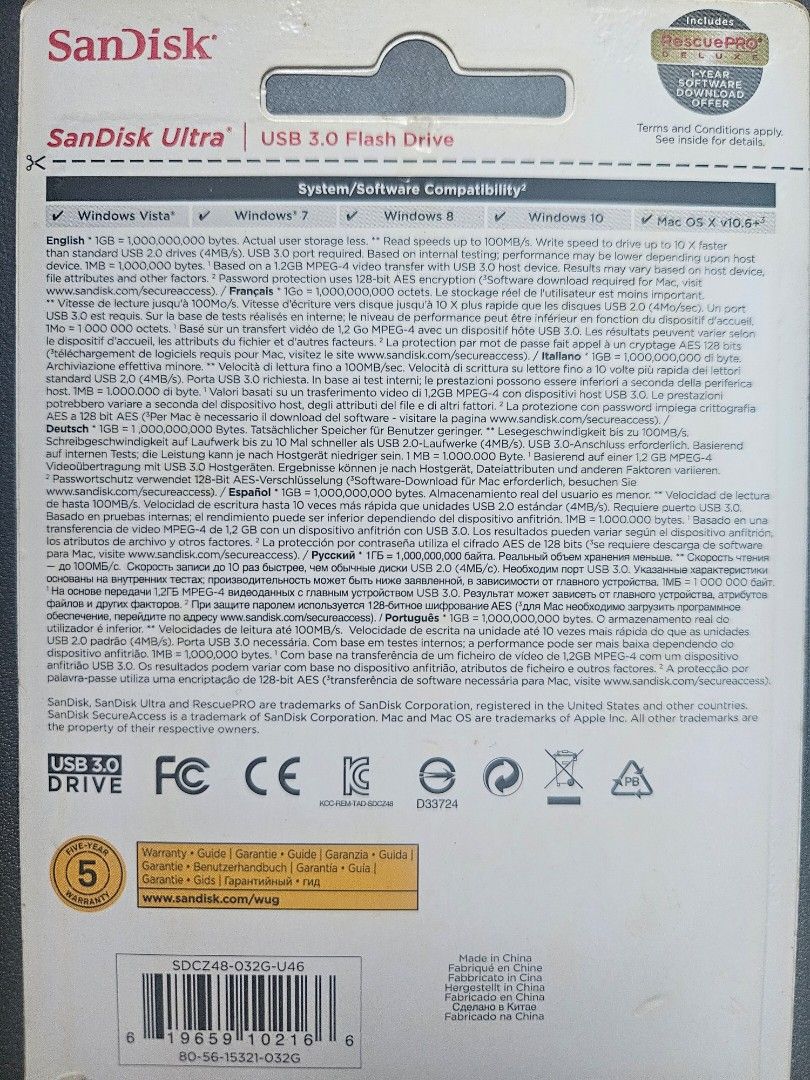 SanDisk®
Includes
RescuePRO®
DELUXE
1-YEAR
SOFTWARE
DOWNLOAD
OFFER
SanDisk Ultra® | USB 3.0 Flash Drive
Terms and Conditions apply.
See inside for details.
System/Software Compatibility²
✔ Windows Vista® ✔ Windows® 7 ✔ Windows 8 ✔ Windows 10 ✔ Mac OS X v10.6+³
English * 1GB = 1,000,000,000 bytes. Actual user storage less. ** Read speeds up to 100MB/s. Write speed to drive up to 10 X faster
than standard USB 2.0 drives (4MB/s). USB 3.0 port required. Based on internal testing; performance may be lower depending upon host
device. 1MB = 1,000,000 bytes. ¹ Based on a 1.2GB MPEG-4 video transfer with USB 3.0 host device. Results may vary based on host device,
file attributes and other factors. ² Password protection uses 128-bit AES encryption (³Software download required for Mac, visit
www.sandisk.com/secureaccess). / Français * 1Go = 1,000,000,000 octets. Le stockage réel de l'utilisateur est moins important.
** Vitesse de lecture jusqu'à 100Mo/s. Vitesse d'écriture vers disque jusqu'à 10 X plus rapide que les disques USB 2.0 (4Mo/sec). Un port
USB 3.0 est requis. Sur la base de tests réalisés en interne; le niveau de performance peut être inférieur en fonction du dispositif d'accueil.
1Mo = 1 000 000 octets. ¹ Basé sur un transfert vidéo de 1,2 Go MPEG-4 avec un dispositif hôte USB 3.0. Les résultats peuvent varier selon
le dispositif d'accueil, les attributs du fichier et d'autres facteurs. ² La protection par mot de passe fait appel à un cryptage AES 128 bits
(³téléchargement de logiciels requis pour Mac, visitez le site www.sandisk.com/secureaccess). / Italiano * 1GB = 1,000,000,000 di byte.
Archiviazione effettiva minore. ** Velocità di lettura fino a 100MB/sec. Velocità di scrittura su lettore fino a 10 volte più rapida dei lettori
standard USB 2,0 (4MB/s). Porta USB 3.0 richiesta. In base ai test interni; le prestazioni possono essere inferiori a seconda della periferica
host. 1MB = 1.000.000 di byte. ¹ Valori basati su un trasferimento video di 1,2GB MPEG-4 con dispositivi host USB 3.0. Le prestazioni
potrebbero variare a seconda del dispositivo host, degli attributi del file e di altri fattori. ² La protezione con password impiega crittografia
AES a 128 bit AES (³Per Mac è necessario il download del software - visitare la pagina www.sandisk.com/secureaccess). /
Deutsch * 1GB = 1,000,000,000 Bytes. Tatsächlicher Speicher für Benutzer geringer. ** Lesegeschwindigkeit bis zu 100MB/s.
Schreibgeschwindigkeit auf Laufwerk bis zu 10 Mal schneller als USB 2.0-Laufwerke (4MB/s). USB 3.0-Anschluss erforderlich. Basierend
auf internen Tests; die Leistung kann je nach Hostgerät niedriger sein. 1 MB = 1.000.000 Byte. ¹ Basierend auf einer 1,2 GB MPEG-4
Videoübertragung mit USB 3.0 Hostgeräten. Ergebnisse können je nach Hostgerät, Dateiattributen und anderen Faktoren variieren.
² Passwortschutz verwendet 128-Bit AES-Verschlüsselung (³Software-Download für Mac erforderlich, besuchen Sie
www.sandisk.com/secureaccess). / Español * 1GB = 1,000,000,000 bytes. Almacenamiento real del usuario es menor. ** Velocidad de lectura
de hasta 100MB/s. Velocidad de escritura hasta 10 veces más rápida que unidades USB 2.0 estándar (4MB/s). Requiere puerto USB 3.0.
Basado en pruebas internas; el rendimiento puede ser inferior dependiendo del dispositivo anfitrión. 1MB = 1.000.000 bytes. ¹ Basado en una
transferencia de video MPEG-4 de 1,2 GB con un dispositivo anfitrión con USB 3.0. Los resultados pueden variar según el dispositivo anfitrión,
los atributos de archivo y otros factores. ² La protección por contraseña utiliza el cifrado AES de 128 bits (³se requiere descarga de software
para Mac, visite www.sandisk.com/secureaccess). / Русский * 1ГБ = 1,000,000,000 байта. Реальный объем хранения меньше. ** Скорость чтения
— до 100МБ/с. Скорость записи до 10 раз быстрее, чем обычные диски USB 2.0 (4МБ/с). Необходим порт USB 3.0. Указанные характеристики
основаны на внутренних тестах; производительность может быть ниже заявленной, в зависимости от главного устройства. 1МБ = 1 000 000 байт.
¹ На основе передачи 1,2ГБ MPEG-4 видеоданных с главным устройством USB 3.0. Результат может зависеть от главного устройства, атрибутов
файлов и других факторов. ² При защите паролем используется 128-битное шифрование AES (³для Mac необходимо загрузить программное
обеспечение, перейдите по адресу www.sandisk.com/secureaccess). / Português * 1GB = 1,000,000,000 bytes. O armazenamento real do
utilizador é inferior. ** Velocidades de leitura até 100MB/s. Velocidade de escrita na unidade até 10 vezes mais rápida do que as unidades
USB 2.0 padrão (4MB/s). Porta USB 3.0 necessária. Com base em testes internos; a performance pode ser mais baixa dependendo do
dispositivo anfitrião. 1MB = 1,000,000 bytes. ¹ Com base na transferência de um ficheiro de vídeo de 1,2GB MPEG-4 com um dispositivo
anfitrião USB 3.0. Os resultados podem variar com base no dispositivo anfitrião, atributos de ficheiro e outros factores. ² A protecção por
palavra-passe utiliza uma encriptação de 128-bit AES (³transferência de software necessária para Mac, visite www.sandisk.com/secureaccess).
SanDisk, SanDisk Ultra and RescuePRO are trademarks of SanDisk Corporation, registered in the United States and other countries.
SanDisk SecureAccess is a trademark of SanDisk Corporation. Mac and Mac OS are trademarks of Apple Inc. All other trademarks are
the property of their respective owners.
USB 3.0
DRIVE
FC CE
KCC-REM-TAD-SDCZ48
D33724
PB
FIVE-YEAR
5
WARRANTY
Warranty • Guide | Garantie • Guide | Garanzia • Guida |
Garantie • Benutzerhandbuch | Garantía • Guía |
Garantie • Gids | Гарантийный • гид
www.sandisk.com/wug
SDCZ48-032G-U46
6 19659 10216 6
80-56-15321-032G
Made in China
Fabriqué en Chine
Fabbricato in Cina
Hergestellt in China
Fabricado en China
Сделано в Китае
Fabricado na China